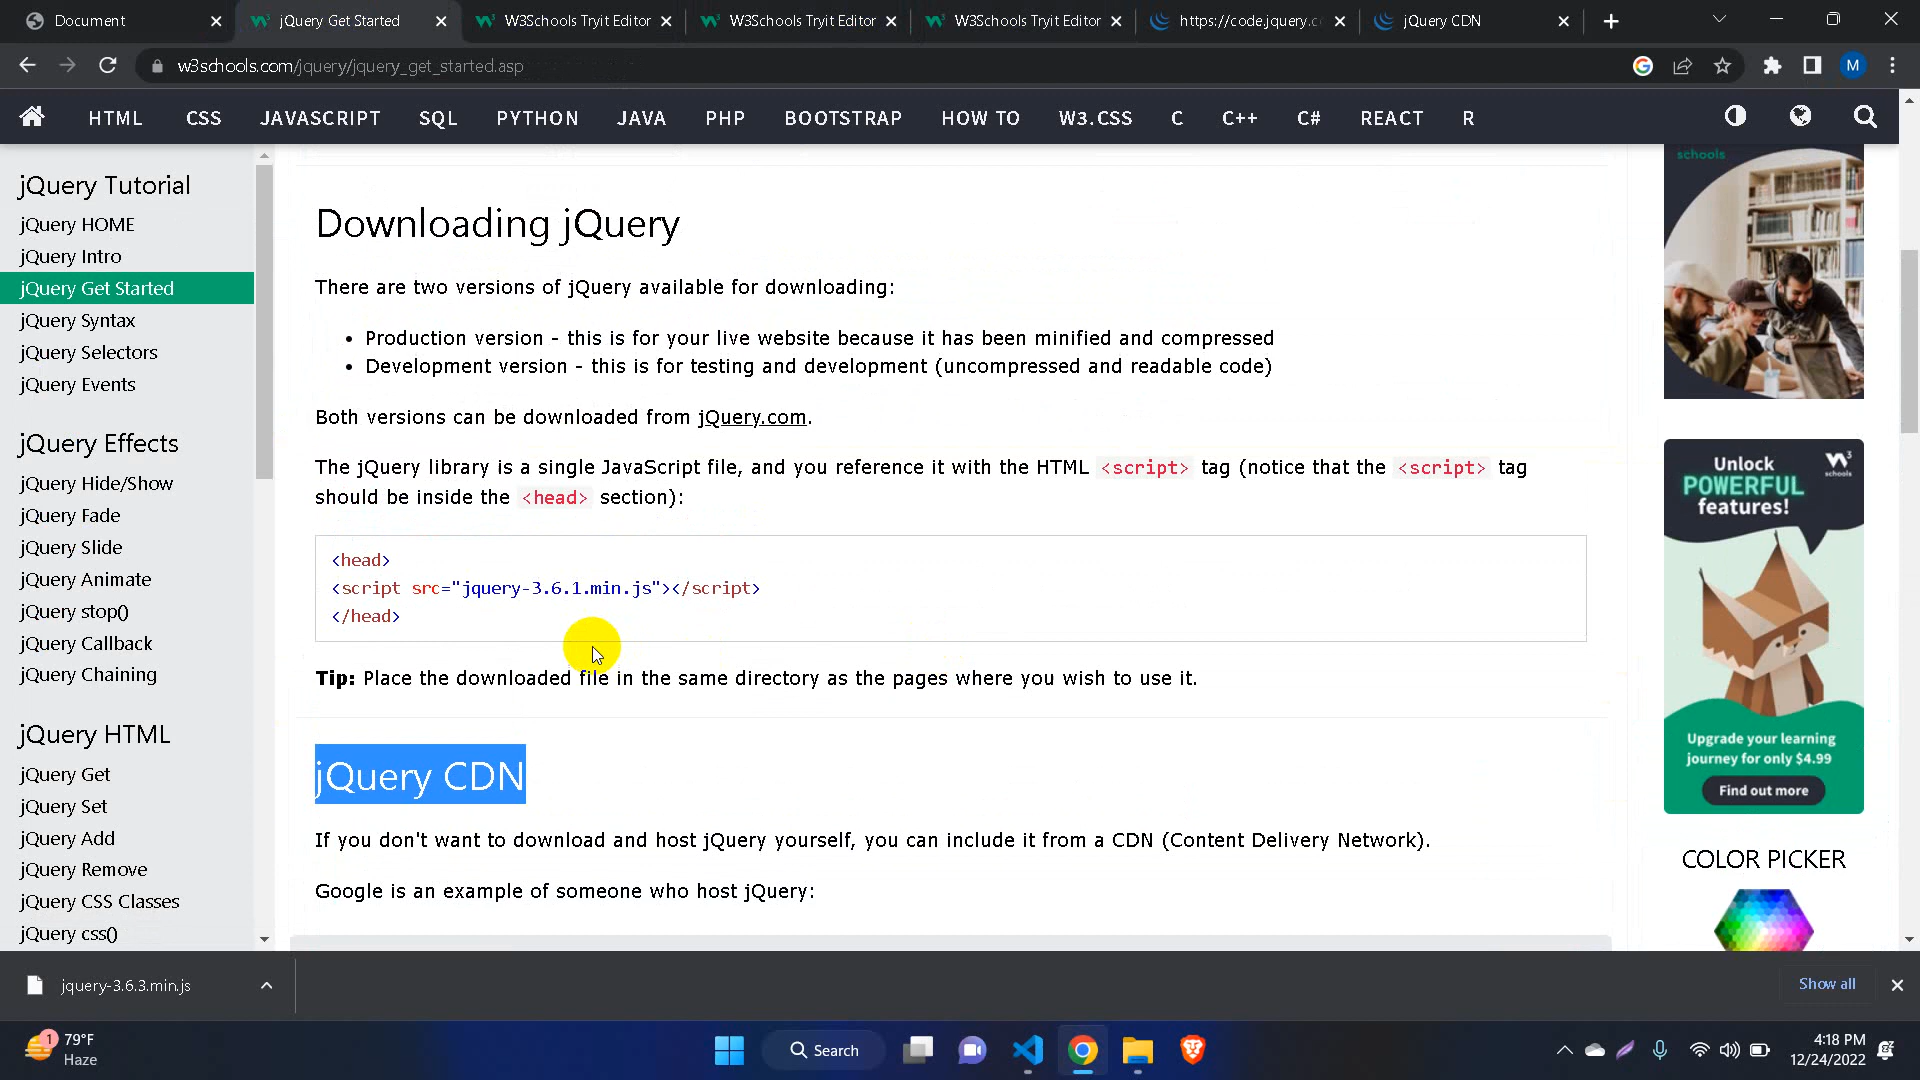 Document
jQuery Get Started
W3Schools Tryit Editor
W3Schools Tryit Editor
W3Schools Tryit Editor
https://code.jquery.c
jQuery CDN
w3schools.com/jquery/jquery_get_started.asp
M
HTML
CSS
JAVASCRIPT
SQL
PYTHON
JAVA
PHP
BOOTSTRAP
HOW TO
W3.CSS
C
C++
C#
REACT
R
jQuery Tutorial
jQuery HOME
jQuery Intro
jQuery Get Started
jQuery Syntax
jQuery Selectors
jQuery Events
jQuery Effects
jQuery Hide/Show
jQuery Fade
jQuery Slide
jQuery Animate
jQuery stop()
jQuery Callback
jQuery Chaining
jQuery HTML
jQuery Get
jQuery Set
jQuery Add
jQuery Remove
jQuery CSS Classes
jQuery css()
Downloading jQuery
There are two versions of jQuery available for downloading:
• Production version - this is for your live website because it has been minified and compressed
• Development version - this is for testing and development (uncompressed and readable code)
Both versions can be downloaded from jQuery.com.
The jQuery library is a single JavaScript file, and you reference it with the HTML <script> tag (notice that the <script> tag
should be inside the <head> section):
<head>
<script src="jquery-3.6.1.min.js"></script>
</head>
Tip: Place the downloaded file in the same directory as the pages where you wish to use it.
jQuery CDN
If you don't want to download and host jQuery yourself, you can include it from a CDN (Content Delivery Network).
Google is an example of someone who host jQuery:
schools
Unlock
POWERFUL
features!
W3
schools
Upgrade your learning
journey for only $4.99
Find out more
COLOR PICKER
jquery-3.6.3.min.js
Show all
1
79°F
Haze
Search
4:18 PM
12/24/2022